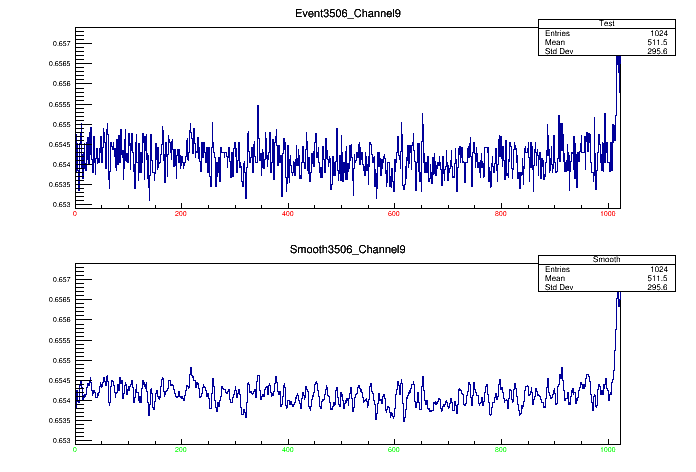 Event3506_Channel9
Test
Entries 1024
Mean 511.5
Std Dev 295.6
0.657
0.6565
0.656
0.6555
0.655
0.6545
0.654
0.6535
0.653
0 200 400 600 800 1000
Smooth3506_Channel9
Smooth
Entries 1024
Mean 511.5
Std Dev 295.6
0.657
0.6565
0.656
0.6555
0.655
0.6545
0.654
0.6535
0.653
0 200 400 600 800 1000